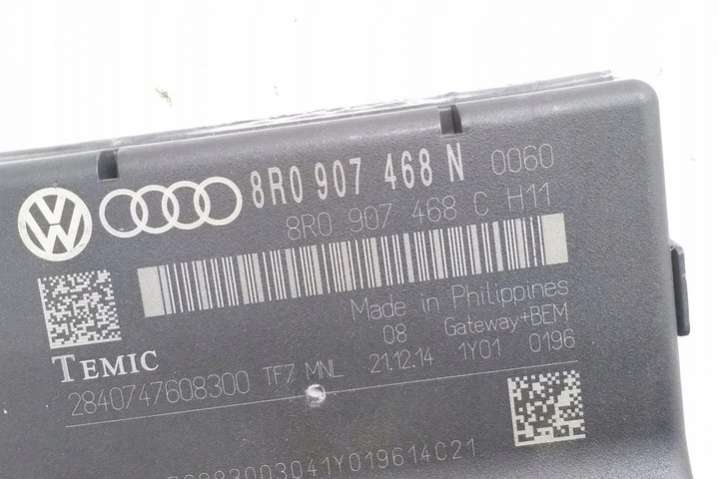 8R0 907 468 N 0060
8R0 907 468 C H11
Made in Philippines
08 Gateway+BEM
TEMIC
21.12.14 1Y01 0196
2840747608300 TF7 MNL